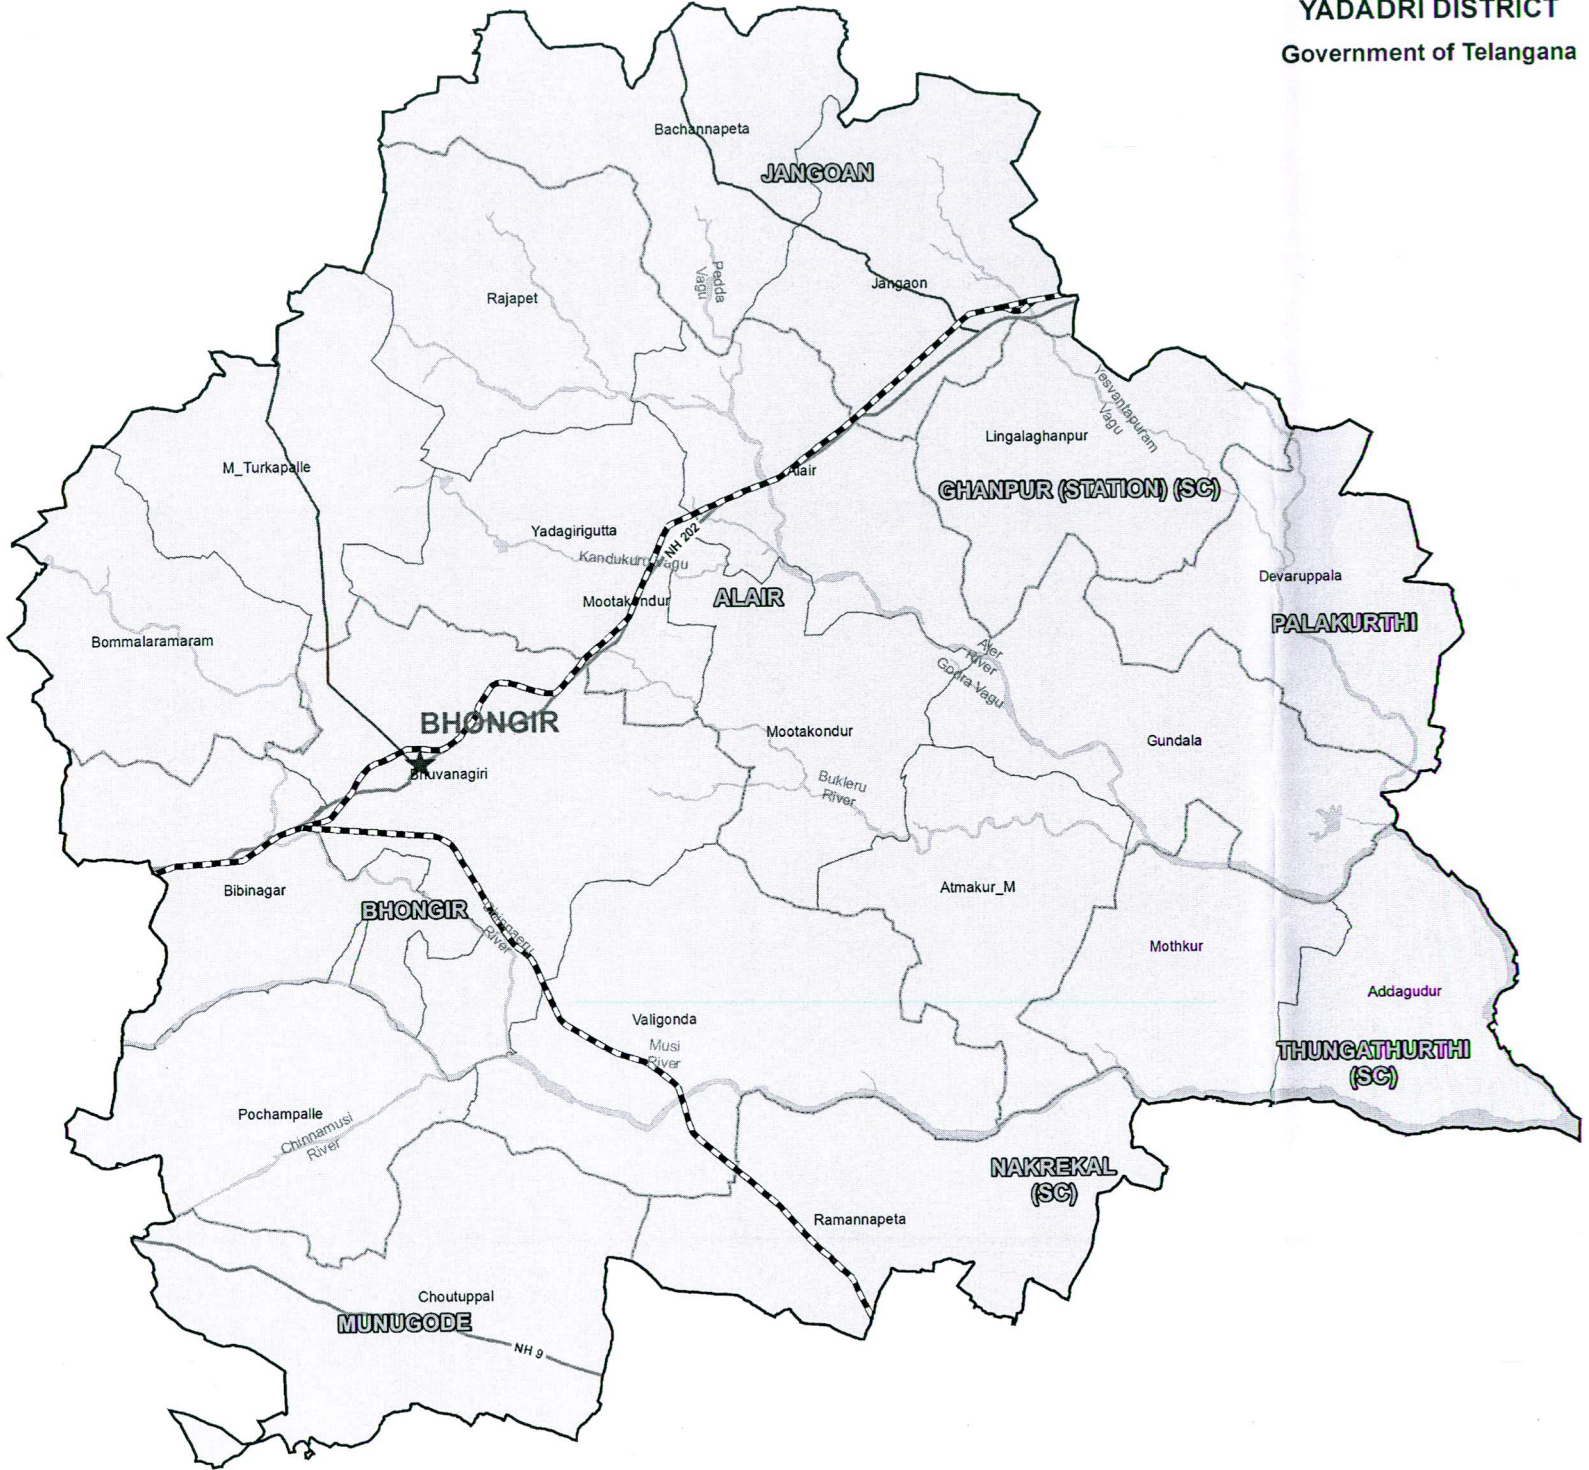 YADADRI DISTRICT
Government of Telangana
Bachannapeta
JANGOAN
Pedda
Vagu
Jangaon
Rajapet
Yesvantapuram
Vagu
Lingalaghanpur
M_Turkapalle
Alair
GHANPUR (STATION) (SC)
Yadagirigutta
NH 202
Kandukuru Vagu
Devaruppala
Mootakondur
ALAIR
PALAKURTHI
Bommalaramaram
Aler
River
Godra Vagu
BHONGIR
Mootakondur
Gundala
Bhuvanagiri
Bukleru
River
Bibinagar
Atmakur_M
BHONGIR
River
Mothkur
Addagudur
Valigonda
Musi
River
THUNGATHURTHI
(SC)
Pochampalle
Chinnamusi
River
NAKREKAL
(SC)
Ramannapeta
Choutuppal
MUNUGODE
NH 9